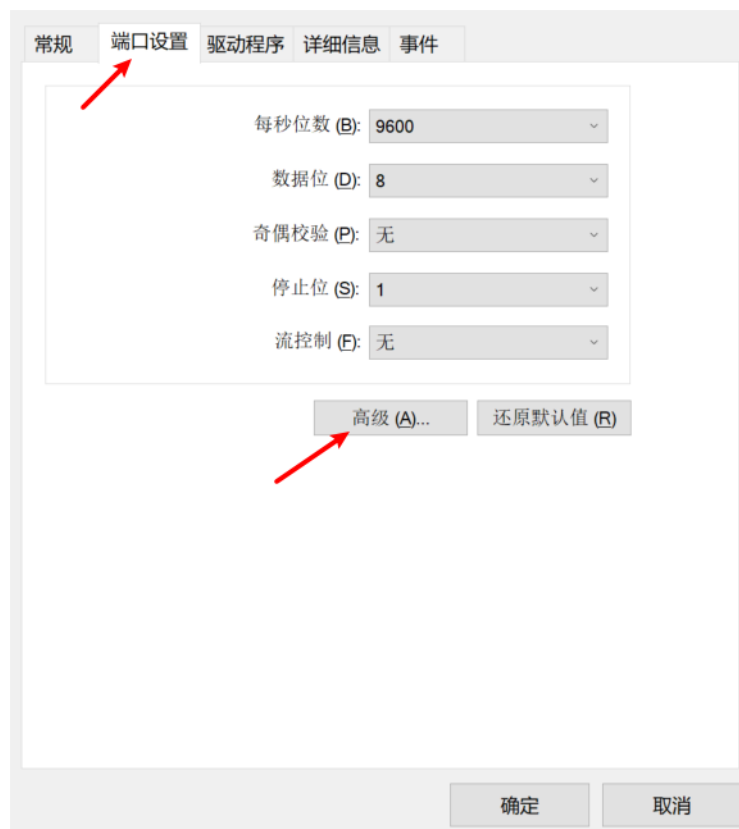 常规 端口设置 驱动程序 详细信息 事件
每秒位数 (B): 9600
数据位 (D): 8
奇偶校验 (P): 无
停止位 (S): 1
流控制 (F): 无
高级 (A)... 还原默认值 (R)
确定 取消